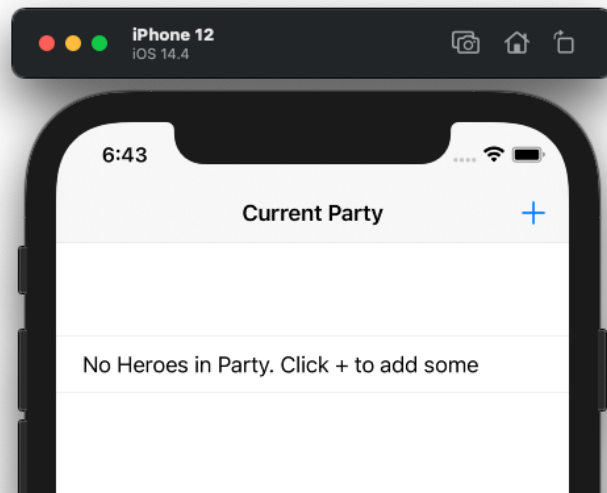 iPhone 12
iOS 14.4
6:43
Current Party +
No Heroes in Party. Click + to add some